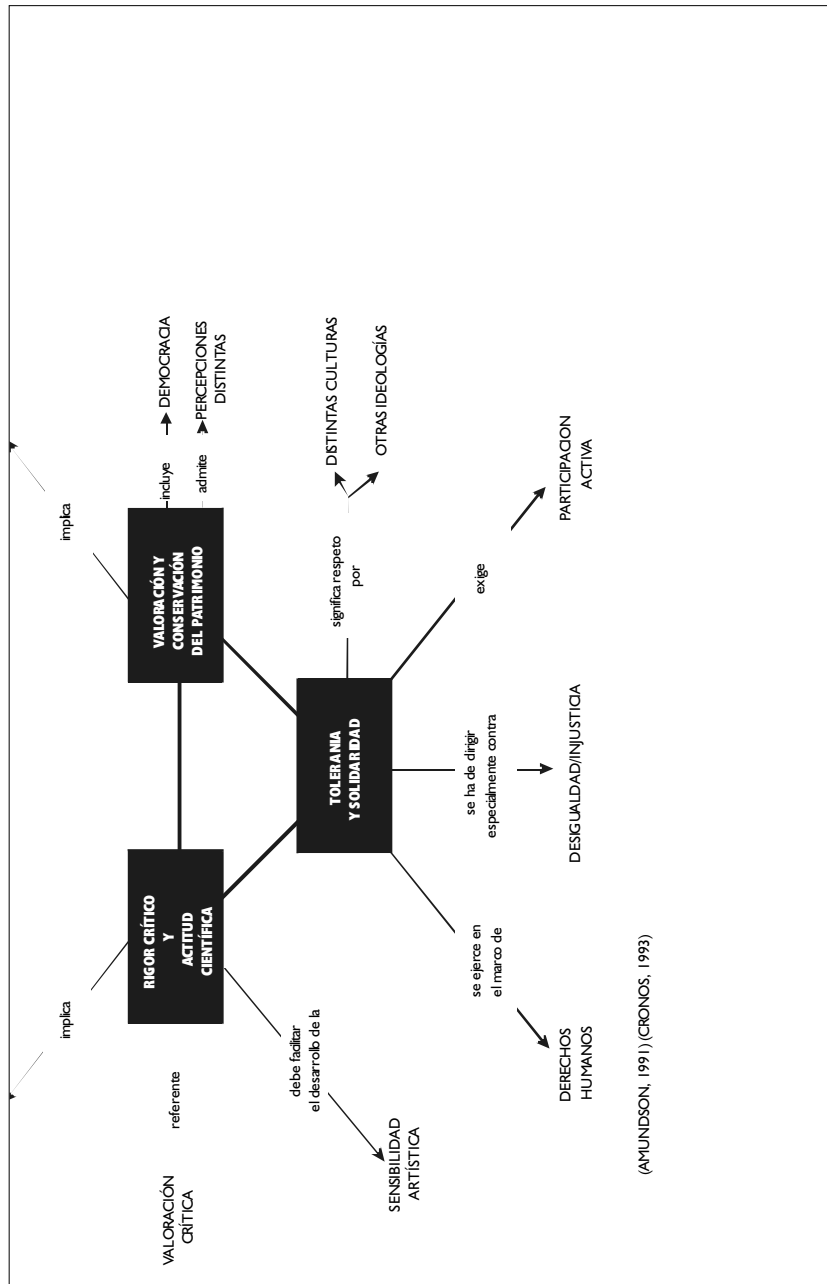 implica
implica
VALORACIÓN
CRÍTICA
referente
RIGOR CRÍTICO
Y
ACTITUD
CIENTÍFICA
VALORACIÓN Y
CONSERVACIÓN
DEL PATRIMONIO
incluye
DEMOCRACIA
admite
PERCEPCIONES
DISTINTAS
debe facilitar
el desarrollo de la
SENSIBILIDAD
ARTÍSTICA
TOLERANIA
Y SOLIDARIDAD
significa respeto
por
DISTINTAS CULTURAS
OTRAS IDEOLOGÍAS
se ejerce en
el marco de
se ha de dirigir
especialmente contra
exige
DERECHOS
HUMANOS
DESIGUALDAD/INJUSTICIA
PARTICIPACION
ACTIVA
(AMUNDSON, 1991) (CRONOS, 1993)